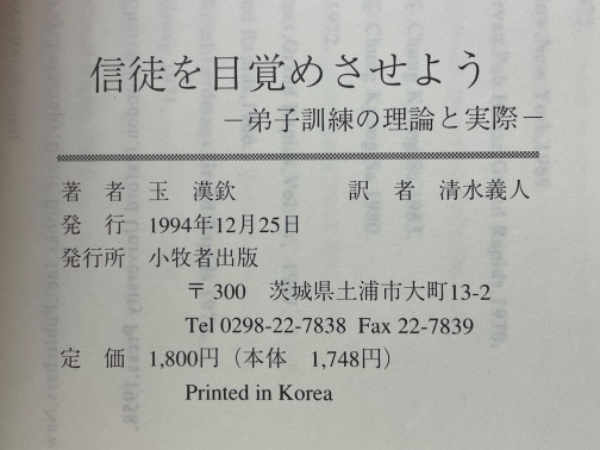 信徒を目覚めさせよう
－弟子訓練の理論と実際－
著　者　玉　漢欽　　　　訳　者　清水義人
発　行　1994年12月25日
発行所　小牧者出版
〒300　茨城県土浦市大町13-2
Tel 0298-22-7838 Fax 22-7839
定　価　1,800円（本体　1,748円）
Printed in Korea